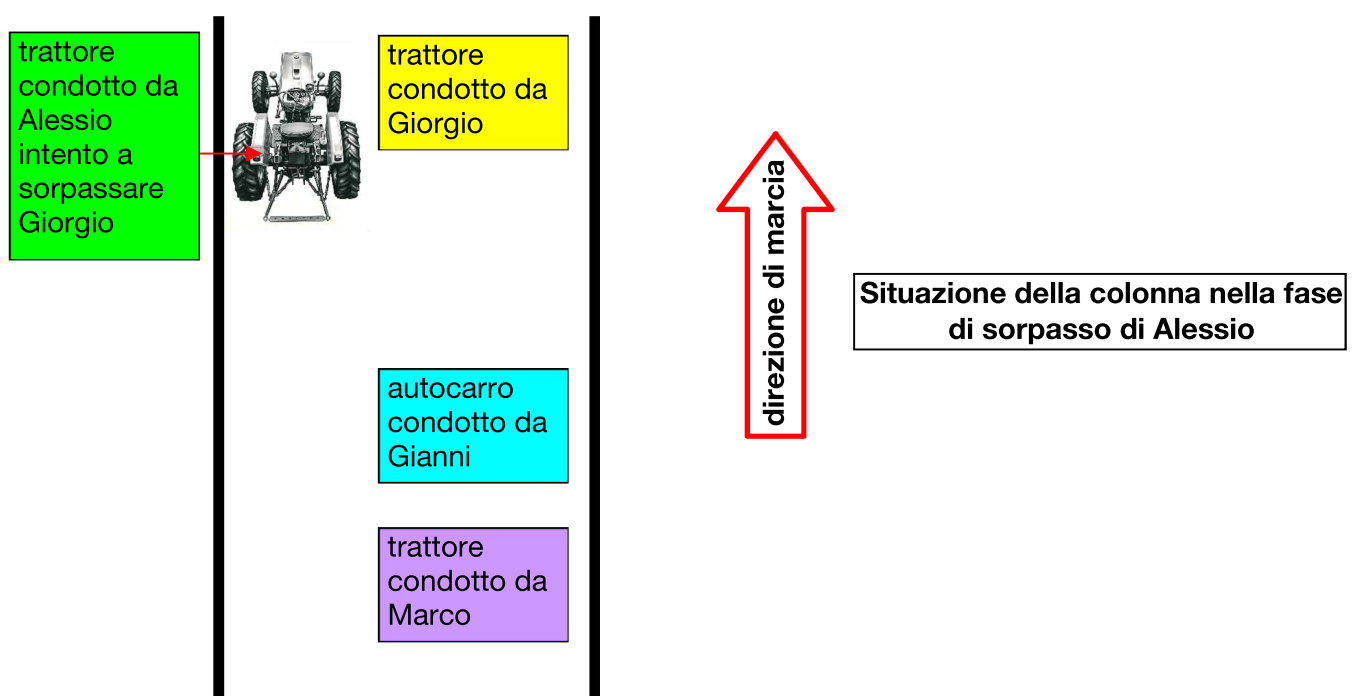 trattore
condotto da
Alessio
intento a
sorpassare
Giorgio
trattore
condotto da
Giorgio
direzione di marcia
Situazione della colonna nella fase
di sorpasso di Alessio
autocarro
condotto da
Gianni
trattore
condotto da
Marco